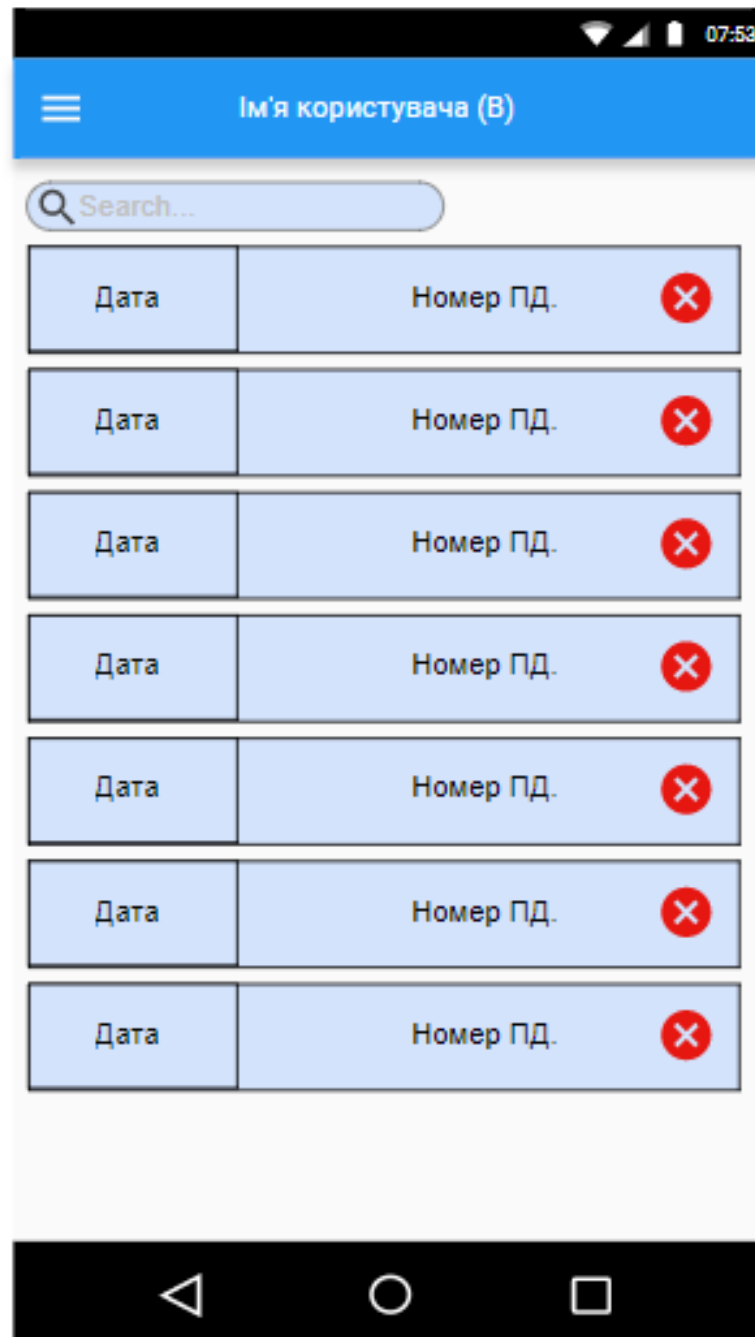 07:53
Ім'я користувача (В)
Search...
Дата Номер ПД.
Дата Номер ПД.
Дата Номер ПД.
Дата Номер ПД.
Дата Номер ПД.
Дата Номер ПД.
Дата Номер ПД.